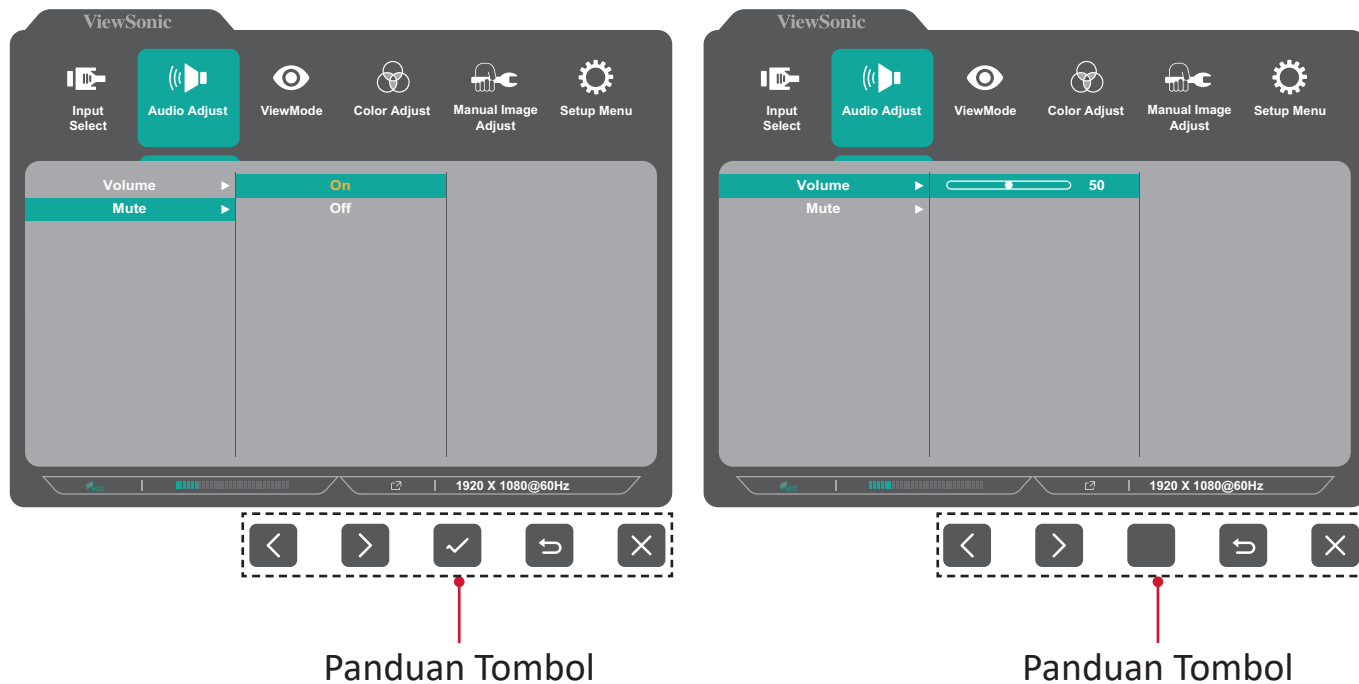 ViewSonic
Input
Select
Audio Adjust
ViewMode
Color Adjust
Manual Image
Adjust
Setup Menu
Volume
On
Mute
Off
eco
1920 X 1080@60Hz
Panduan Tombol
ViewSonic
Input
Select
Audio Adjust
ViewMode
Color Adjust
Manual Image
Adjust
Setup Menu
Volume
50
Mute
eco
1920 X 1080@60Hz
Panduan Tombol